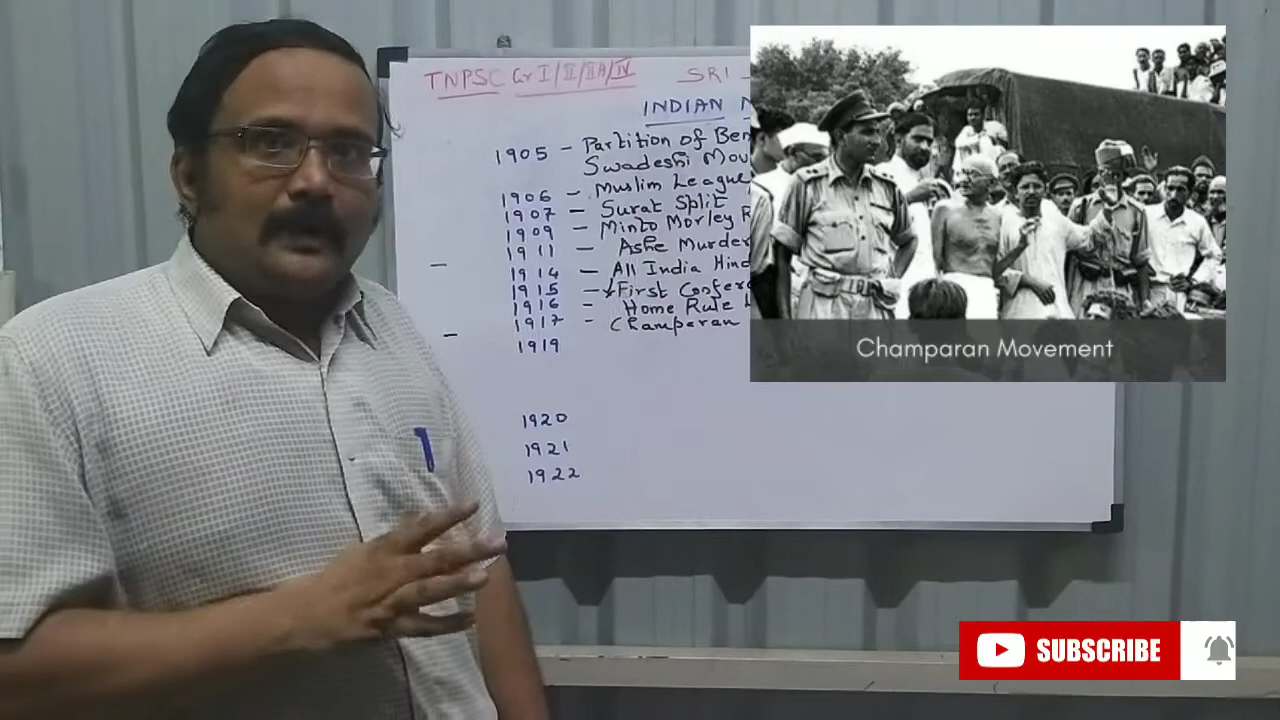 TNPSC Gr I/II/IIA/IV SRI
INDIAN
1905 - Partition of Ben
Swadeshi Mov
1906 - Muslim League
1907 - Surat Split
1909 - Minto Morley R
1911 - Ashe Murder
1914 - All India Hind
1915 - First Confere
1916 - Home Rule
1917 - Champaran
1919
1920
1921
1922
Champaran Movement
SUBSCRIBE